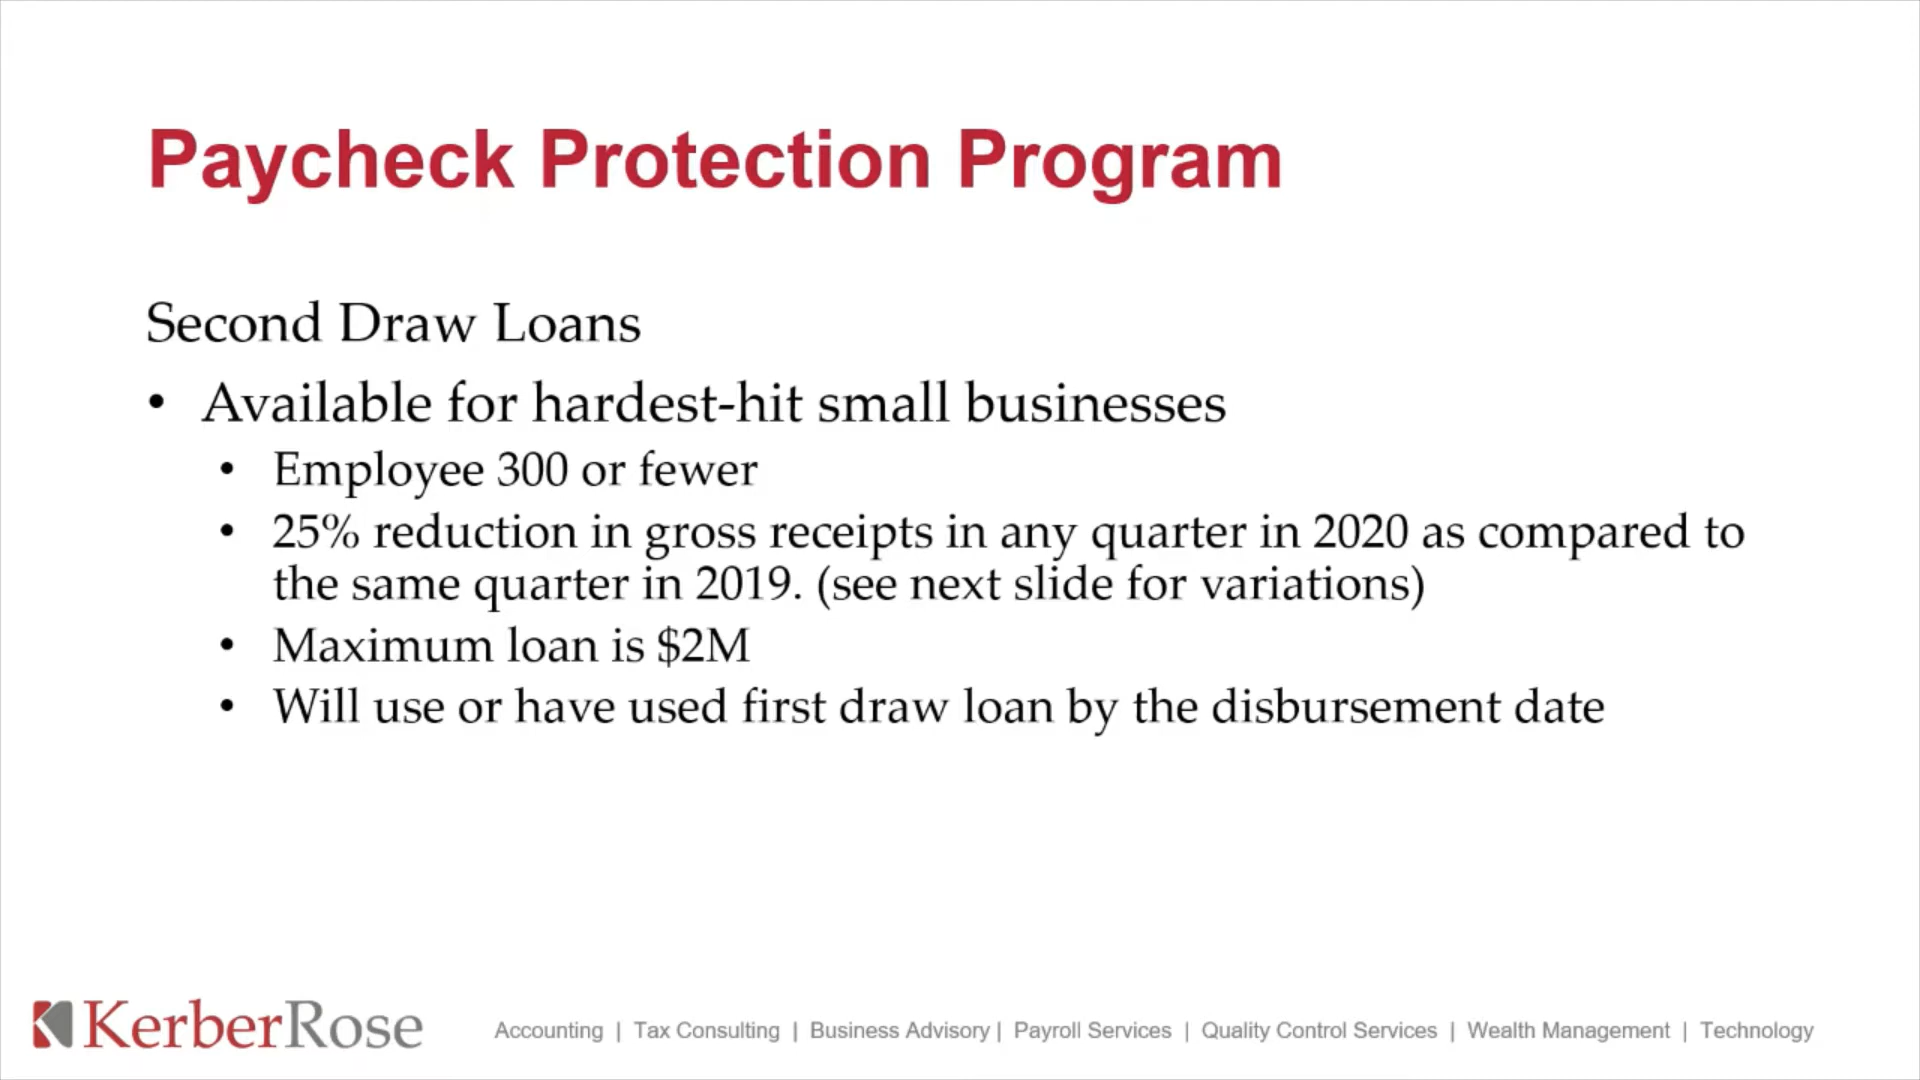 Paycheck Protection Program
Second Draw Loans
• Available for hardest-hit small businesses
• Employee 300 or fewer
• 25% reduction in gross receipts in any quarter in 2020 as compared to
the same quarter in 2019. (see next slide for variations)
• Maximum loan is $2M
• Will use or have used first draw loan by the disbursement date
KerberRose
Accounting | Tax Consulting | Business Advisory | Payroll Services | Quality Control Services | Wealth Management | Technology